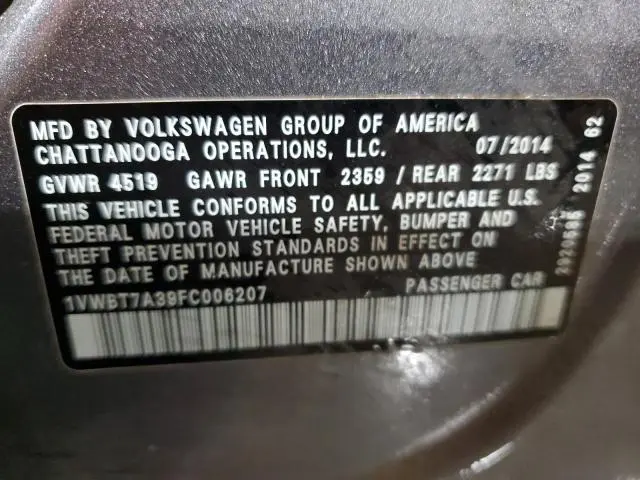 MFD BY VOLKSWAGEN GROUP OF AMERICA
CHATTANOOGA OPERATIONS, LLC. 07/2014
GVWR 4519 GAWR FRONT 2359 / REAR 2271 LBS
THIS VEHICLE CONFORMS TO ALL APPLICABLE U.S.
FEDERAL MOTOR VEHICLE SAFETY, BUMPER AND
THEFT PREVENTION STANDARDS IN EFFECT ON
THE DATE OF MANUFACTURE SHOWN ABOVE
1VWBT7A39FC006207 PASSENGER CAR
2014 62